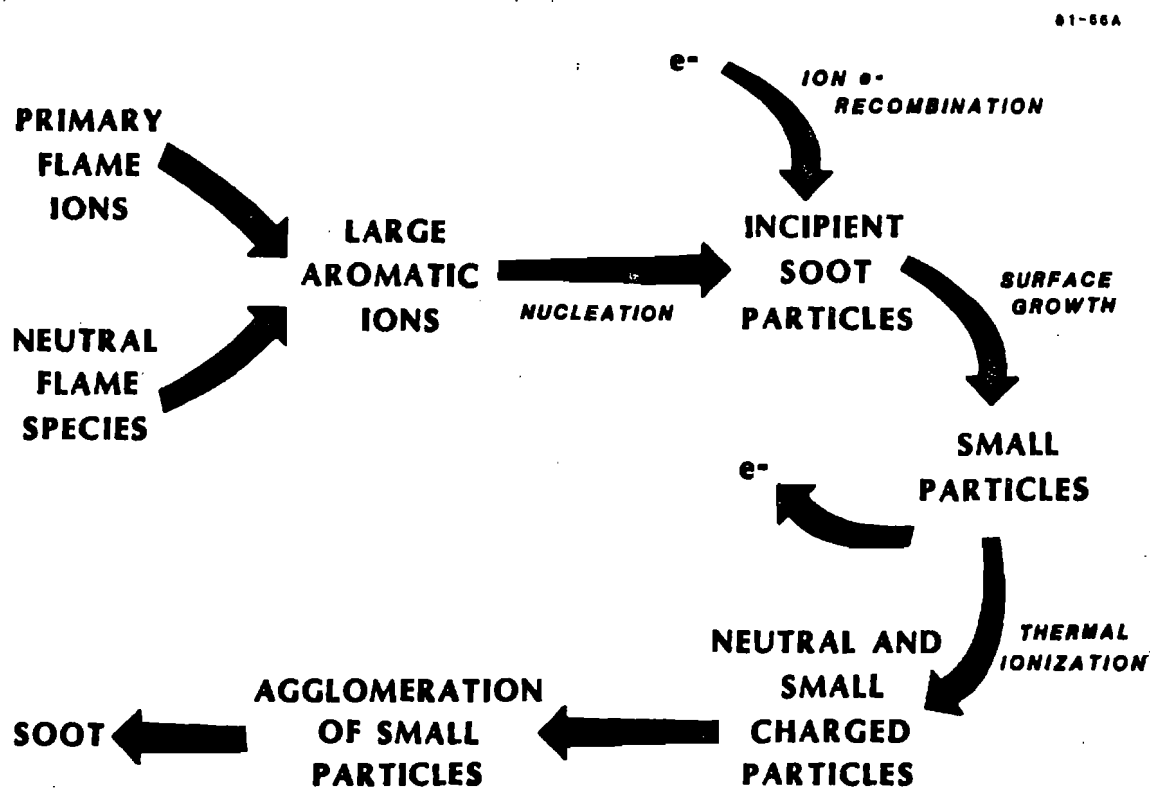 81-66A
e-
ION e-
RECOMBINATION
PRIMARY
FLAME
IONS
LARGE
AROMATIC
IONS
NUCLEATION
INCIPIENT
SOOT
PARTICLES
SURFACE
GROWTH
NEUTRAL
FLAME
SPECIES
SMALL
PARTICLES
e-
THERMAL
IONIZATION
NEUTRAL AND
SMALL
CHARGED
PARTICLES
AGGLOMERATION
OF SMALL
PARTICLES
SOOT